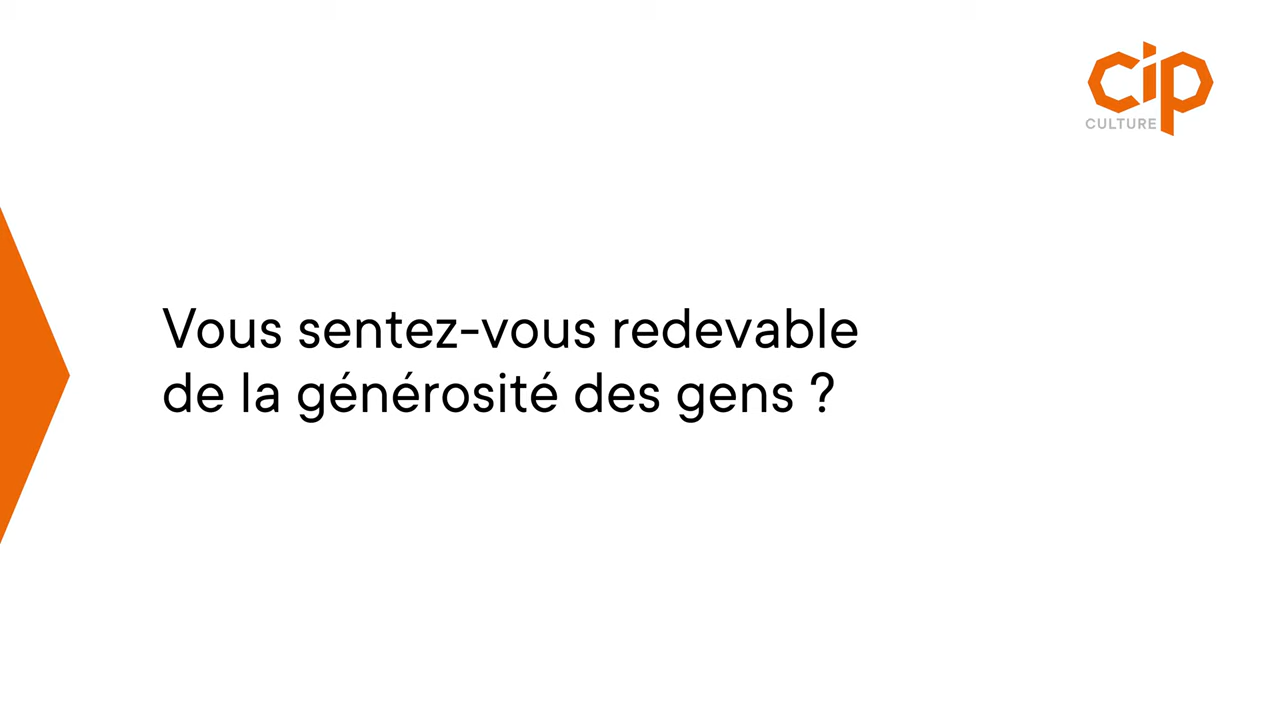 cip
CULTURE
Vous sentez-vous redevable
de la générosité des gens ?